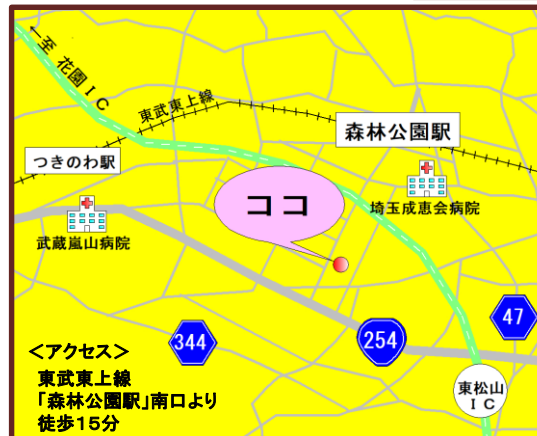 ←至 花園IC
東武東上線
森林公園駅
つきのわ駅
ココ
埼玉成恵会病院
武蔵嵐山病院
47
344
254
<アクセス>
東武東上線
「森林公園駅」南口より
徒歩15分
東松山
IC